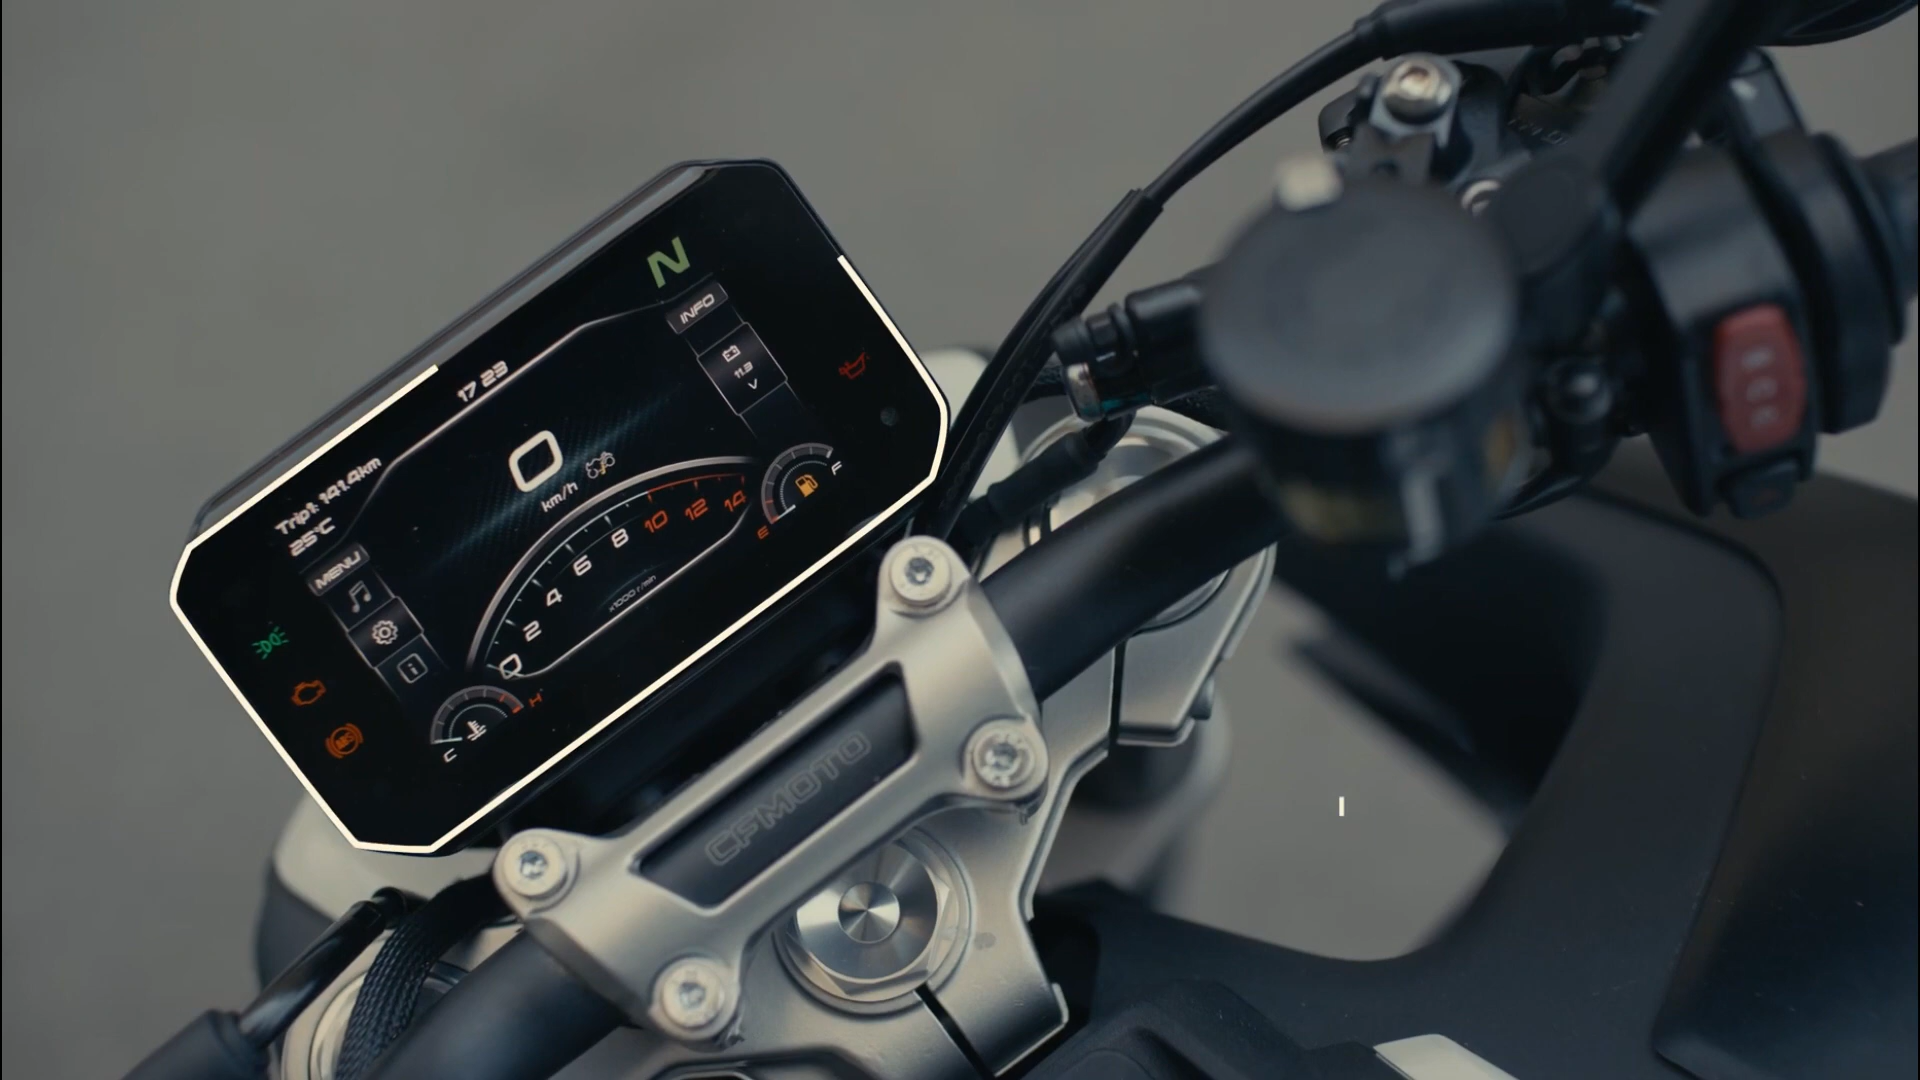 N
INFO
11.9
V
17 23
Trip1: 141.4km
25°C
0
km/h
MENU
i
0 2 4 6 8 10 12 14
x1000 r/min
E F
C H
ABS
CFMOTO